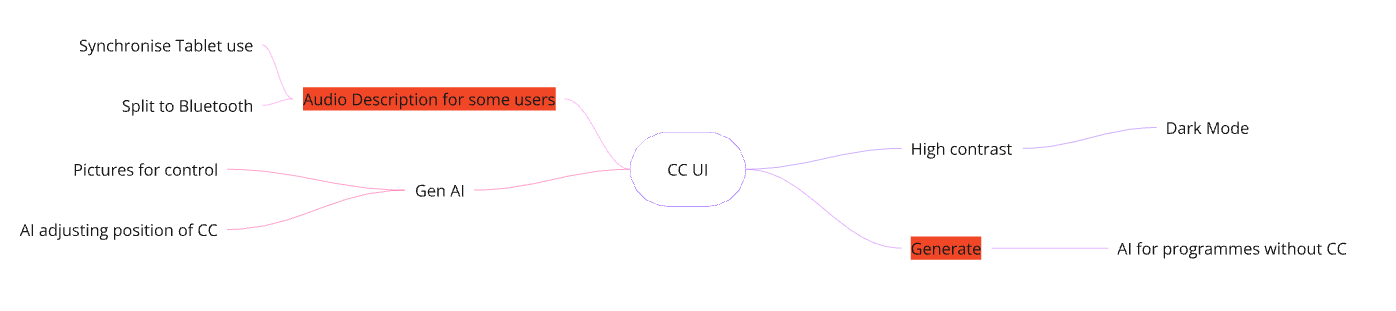 Synchronise Tablet use
Split to Bluetooth
Audio Description for some users
Pictures for control
AI adjusting position of CC
Gen AI
CC UI
High contrast
Dark Mode
Generate
AI for programmes without CC